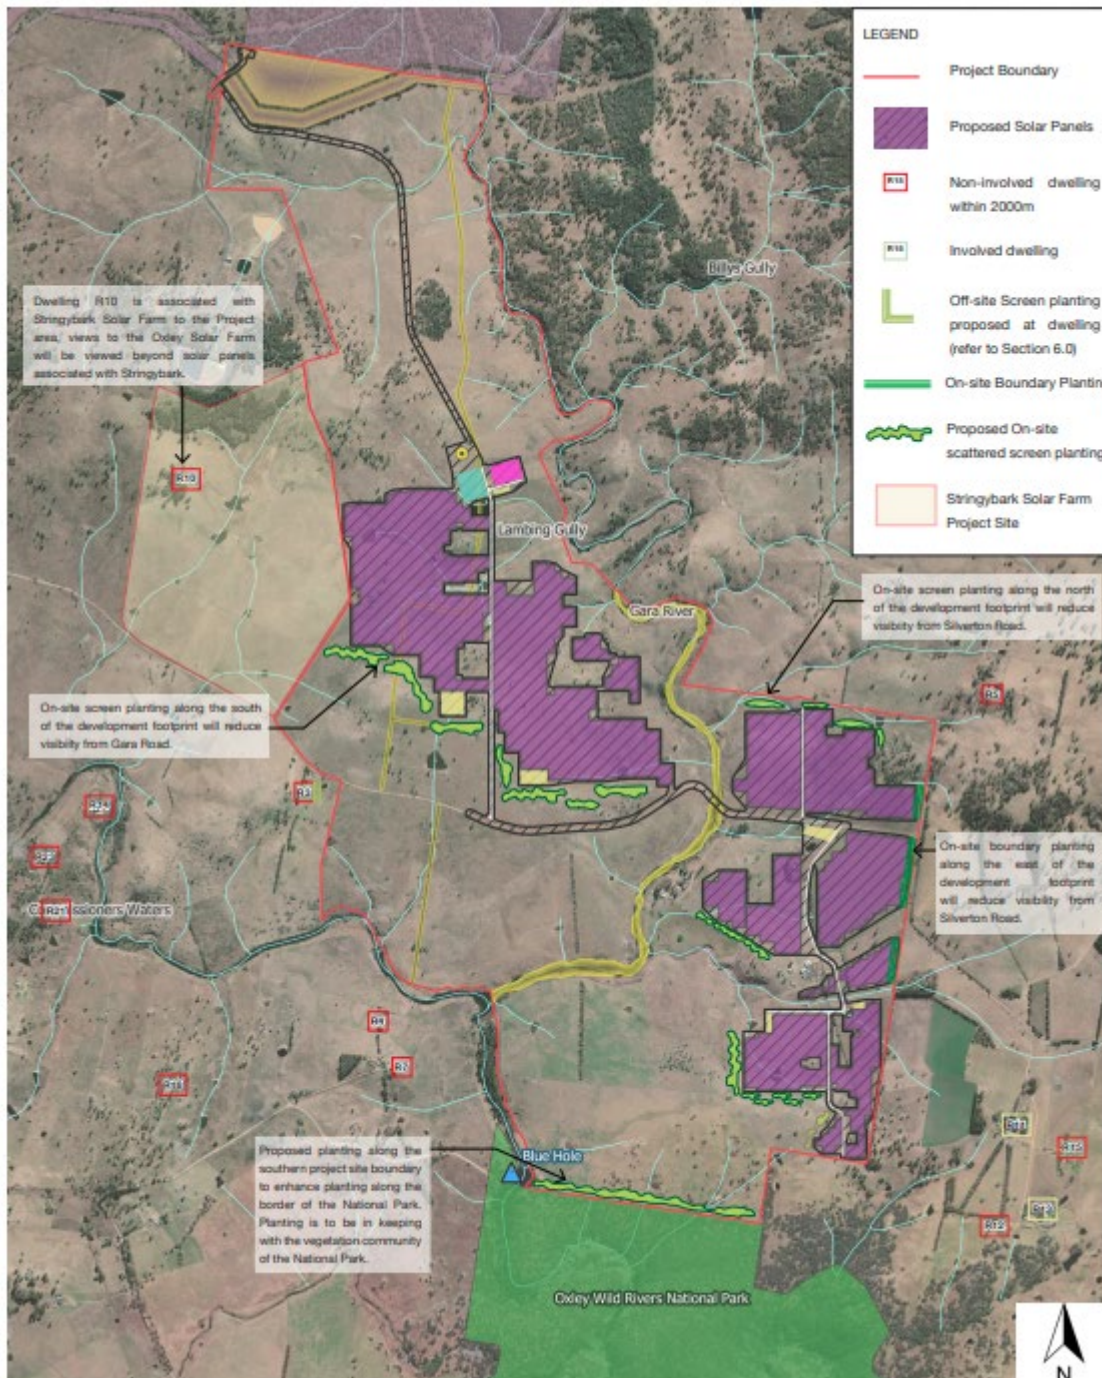 LEGEND
Project Boundary
Proposed Solar Panels
Non-involved dwelling
within 2000m
Involved dwelling
Off-site Screen planting
proposed at dwelling
(refer to Section 6.0)
On-site Boundary Plantin
Proposed On-site
scattered screen planting
Stringybark Solar Farm
Project Site
Billys Gully
Dwelling R10 is associated with
Stringybark Solar Farm to the Project
area, views to the Oxley Solar Farm
will be viewed beyond solar panels
associated with Stringybark.
R10
Lambing Gully
Gara River
On-site screen planting along the north
of the development footprint will reduce
visibilty from Silverton Road.
R5
On-site screen planting along the south
of the development footprint will reduce
visibilty from Gara Road.
R3
R24
On-site boundary planting
along the east of the
development footprint
will reduce visibility from
Silverton Road.
R21
Waters
R4
R7
R11
Proposed planting along the
southern project site boundary
to enhance planting along the
border of the National Park.
Planting is to be in keeping
with the vegetation community
of the National Park.
Blue Hole
R12
Oxley Wild Rivers National Park
N